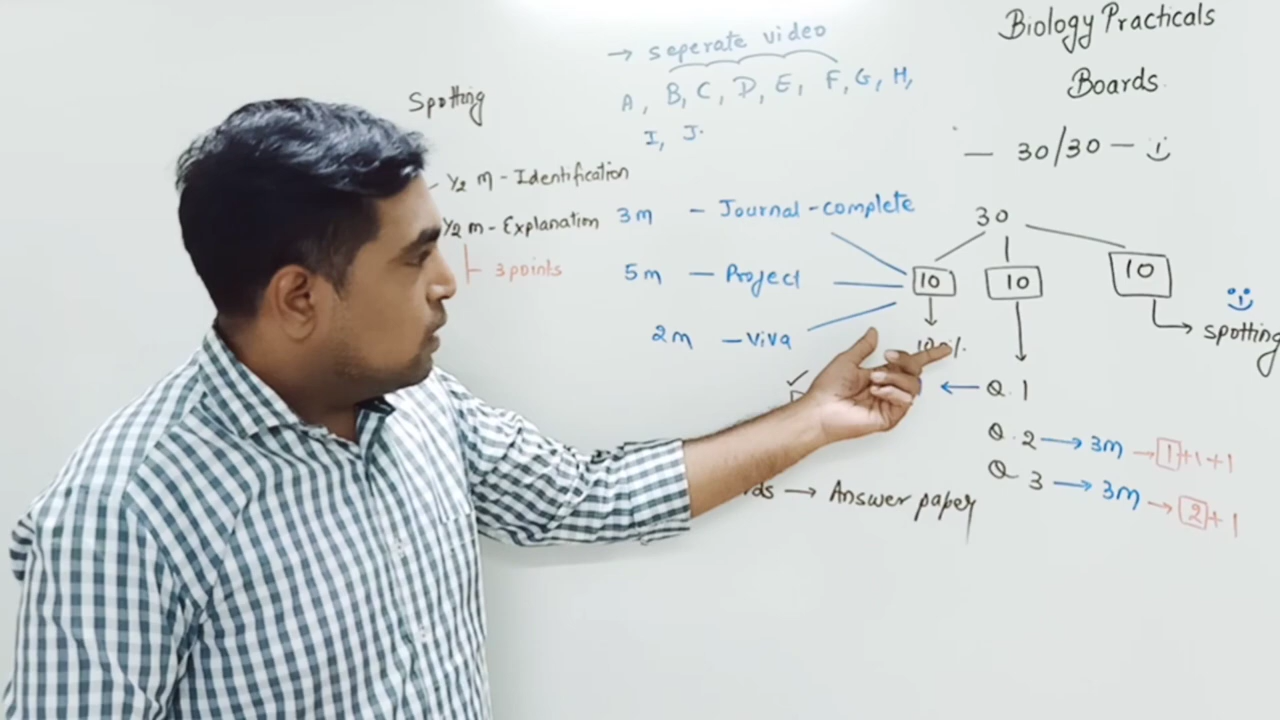 Biology Practicals
Boards.
— 30/30 —
→ seperate video
A, B, C, D, E, F, G, H,
I, J.
Spotting
½ M - Identification
½ m - Explanation
3 points
3m - Journal - complete
5m — Project
2m — Viva
30
10
10
10
spotting
Q. 1
Q. 2 → 3m → 1+1+1
Q 3 → 3m → 2+1
→ Answer paper